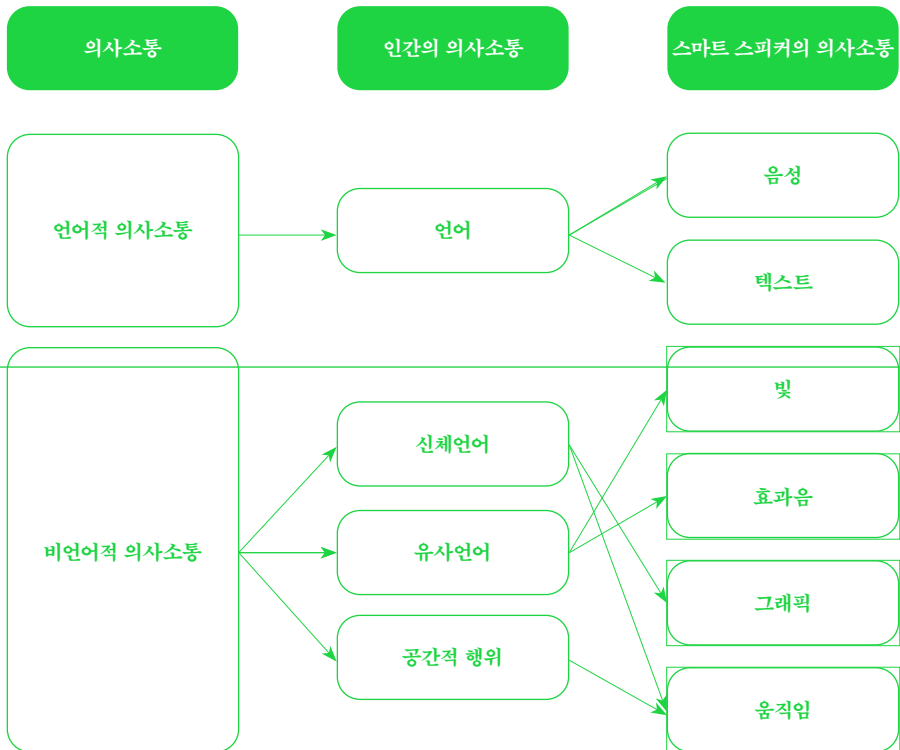 의사소통
인간의 의사소통
스마트 스피커의 의사소통
언어적 의사소통
언어
음성
텍스트
비언어적 의사소통
신체언어
유사언어
공간적 행위
빛
효과음
그래픽
움직임